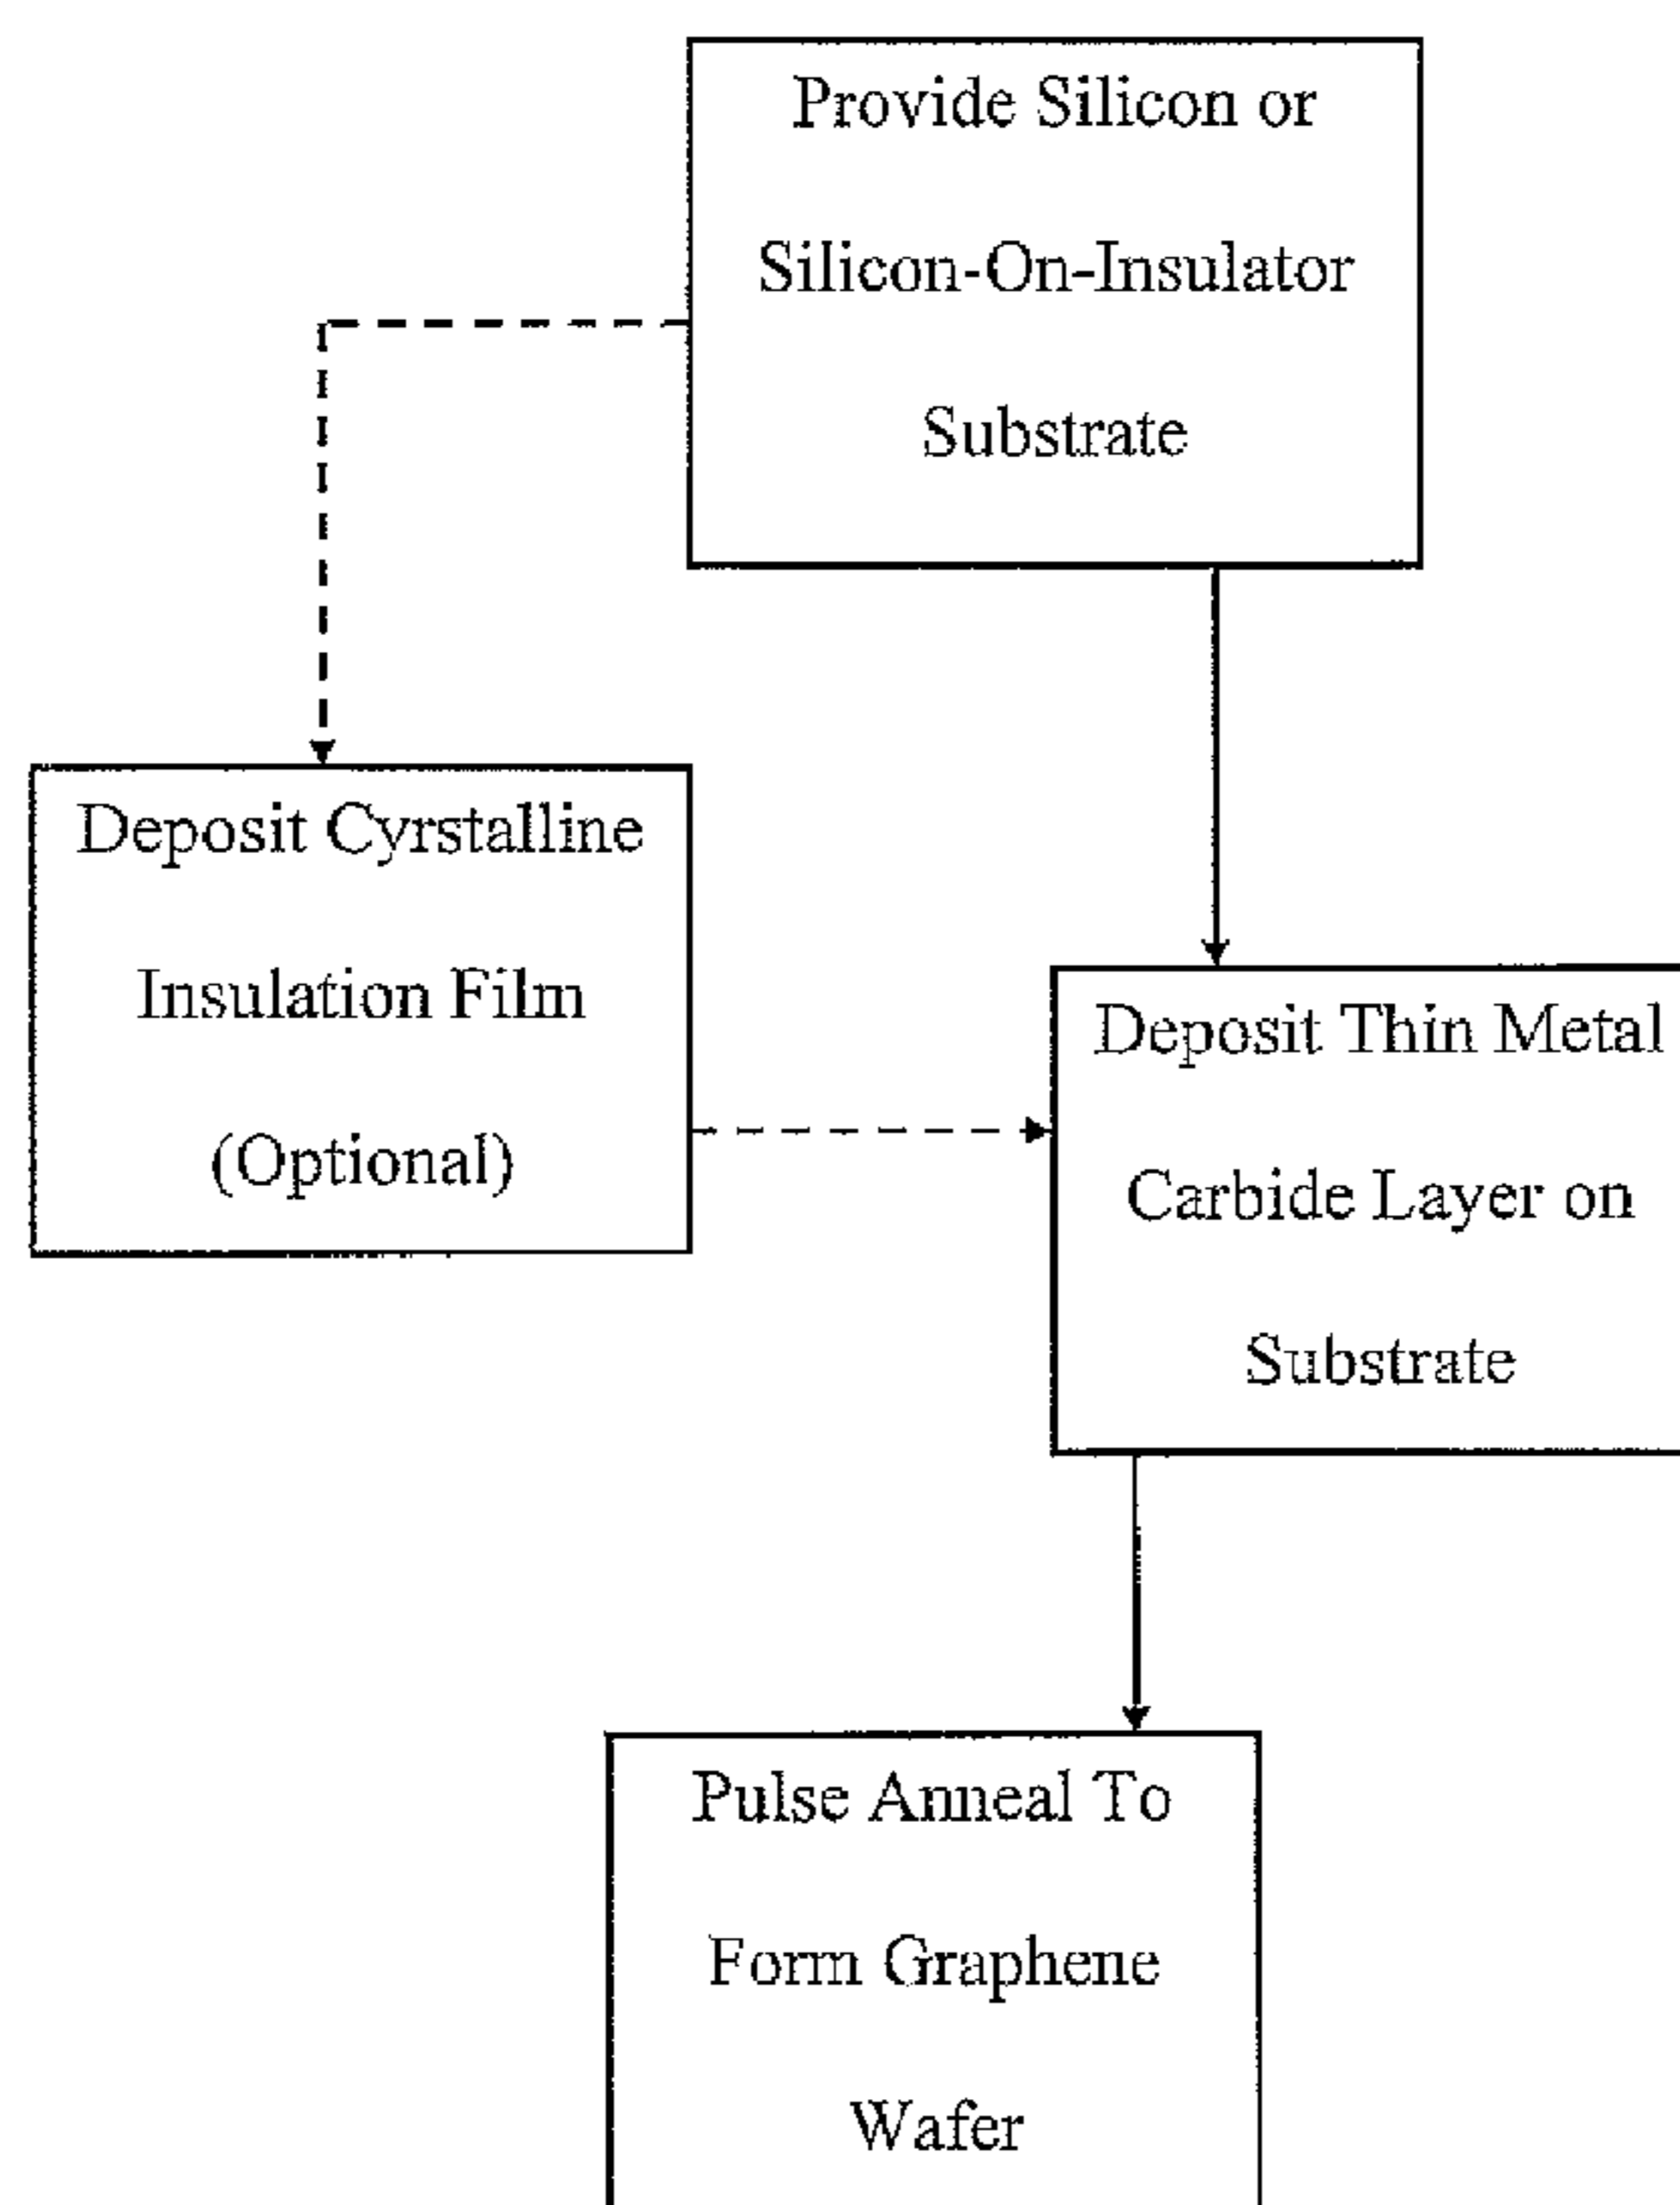 Provide Silicon or
Silicon-On-Insulator
Substrate
Deposit Cyrstalline
Insulation Film
(Optional)
Deposit Thin Metal
Carbide Layer on
Substrate
Pulse Anneal To
Form Graphene
Wafer